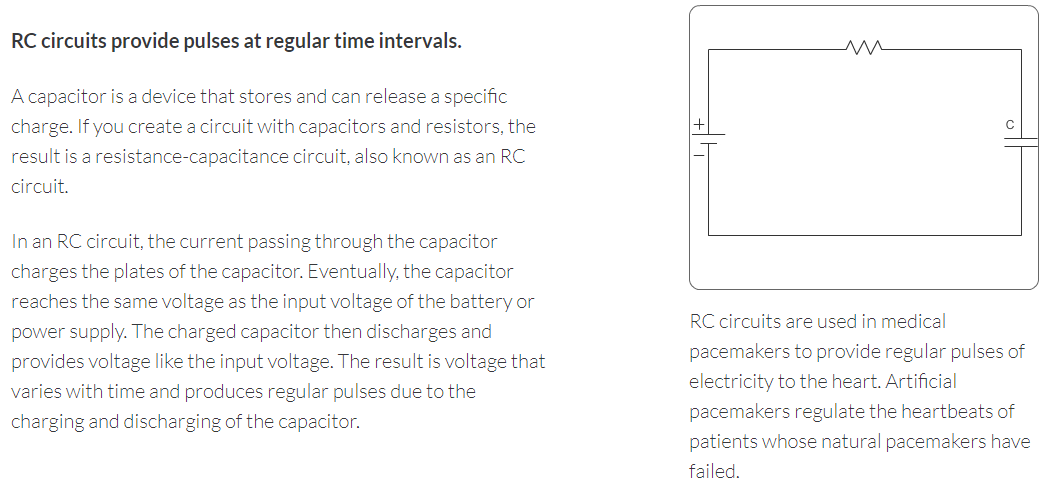 RC circuits provide pulses at regular time intervals.
A capacitor is a device that stores and can release a specific
charge. If you create a circuit with capacitors and resistors, the
result is a resistance-capacitance circuit, also known as an RC
circuit.
In an RC circuit, the current passing through the capacitor
charges the plates of the capacitor. Eventually, the capacitor
reaches the same voltage as the input voltage of the battery or
power supply. The charged capacitor then discharges and
provides voltage like the input voltage. The result is voltage that
varies with time and produces regular pulses due to the
charging and discharging of the capacitor.
+
C
−
RC circuits are used in medical
pacemakers to provide regular pulses of
electricity to the heart. Artificial
pacemakers regulate the heartbeats of
patients whose natural pacemakers have
failed.